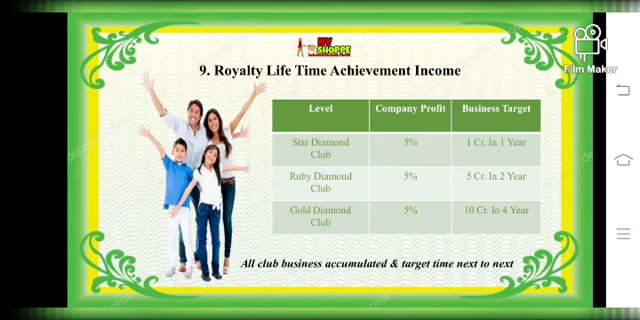 MY
SHOPPE
Film Maker
9. Royalty Life Time Achievement Income
Level Company Profit Business Target
Star Diamond Club 5% 1 Cr. In 1 Year
Ruby Diamond Club 5% 5 Cr. In 2 Year
Gold Diamond Club 5% 10 Cr. In 4 Year
All club business accumulated & target time next to next